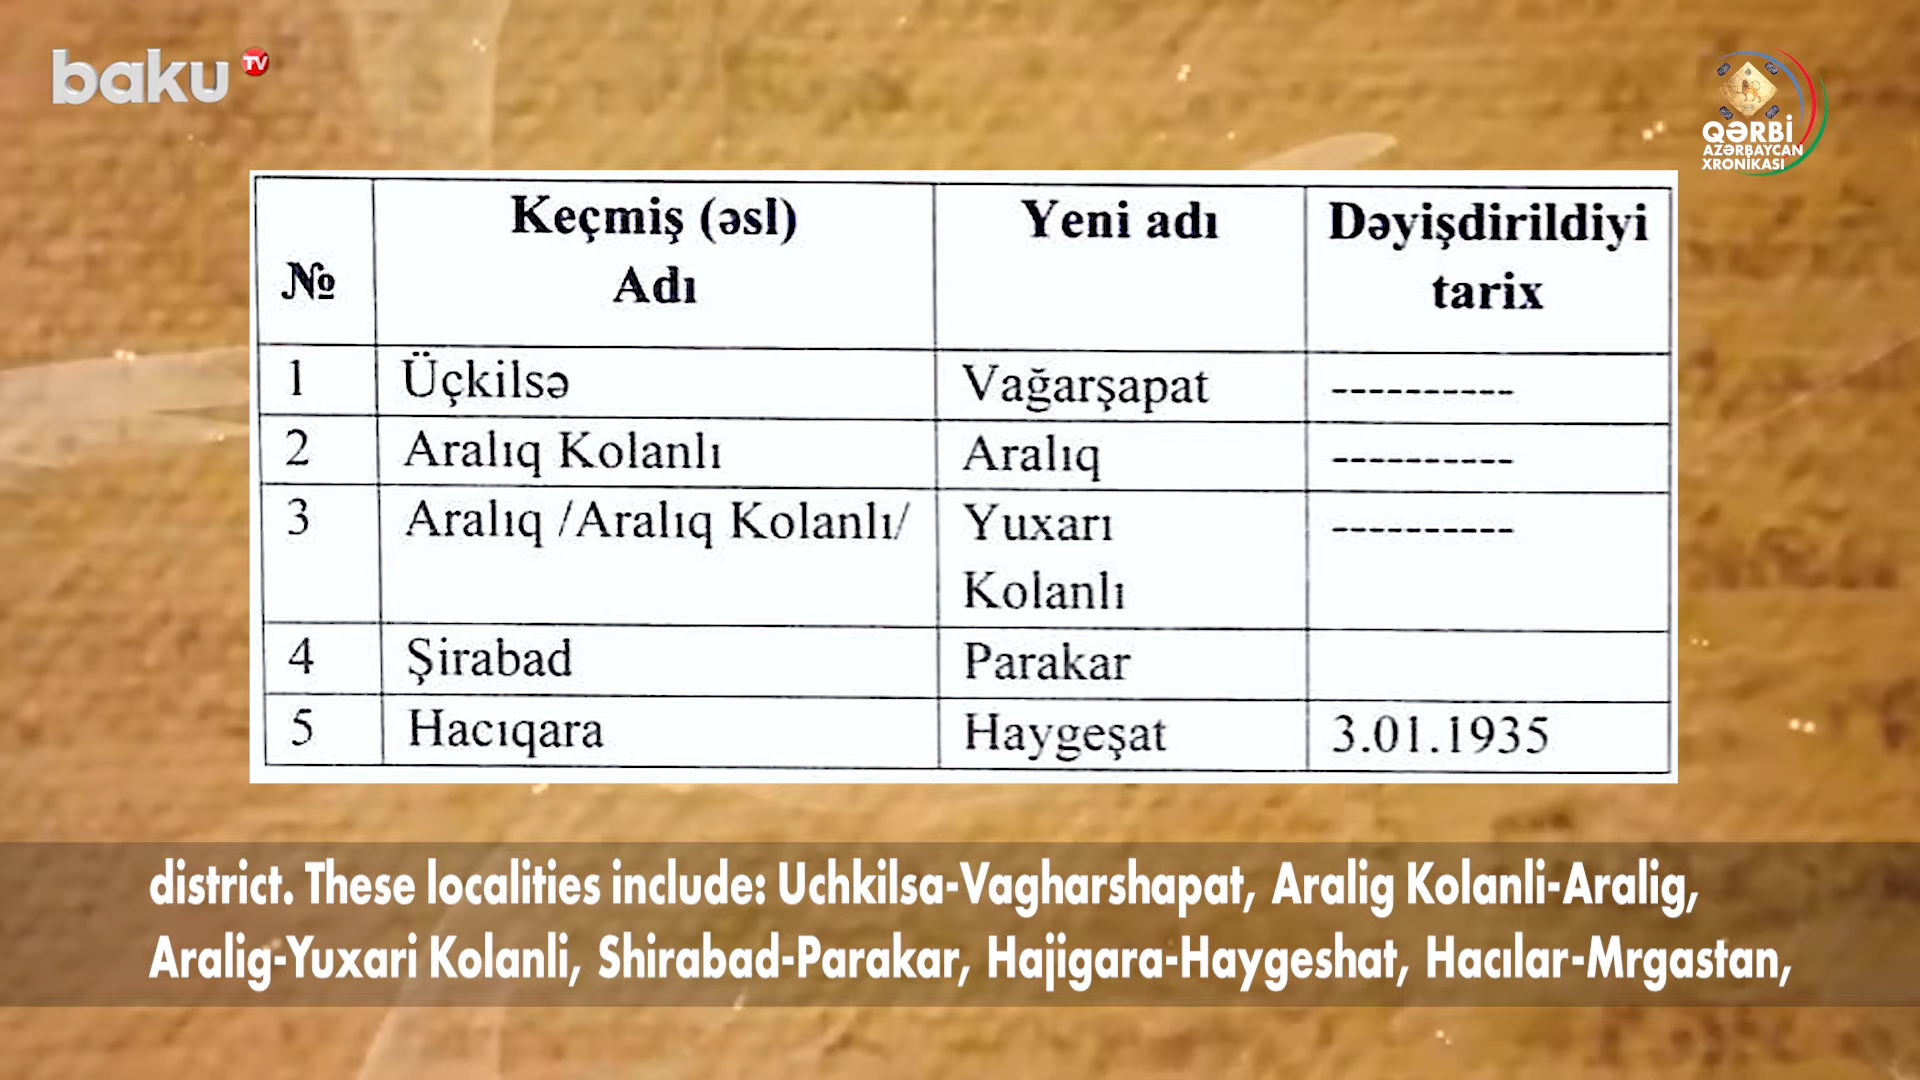 baku TV
QƏRBİ
AZƏRBAYCAN
XRONİKASI
№ Keçmiş (əsl) Adı Yeni adı Dəyişdirildiyi tarix
1 Üçkilsə Vağarşapat ----------
2 Aralıq Kolanlı Aralıq ----------
3 Aralıq /Aralıq Kolanlı/ Yuxarı Kolanlı ----------
4 Şirabad Parakar
5 Hacıqara Haygeşat 3.01.1935
district. These localities include: Uchkilsa-Vagharshapat, Aralig Kolanli-Aralig,
Aralig-Yuxari Kolanli, Shirabad-Parakar, Hajigara-Haygeshat, Hacılar-Mrgastan,